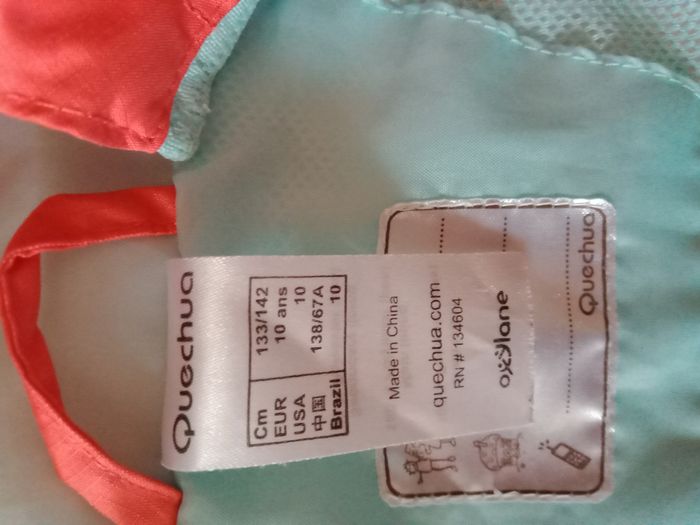 Quechua
Cm 133/142
EUR 10 ans
USA 10
中国 138/67A
Brazil 10
Made in China
quechua.com
RN # 134604
oxylane
Quechua